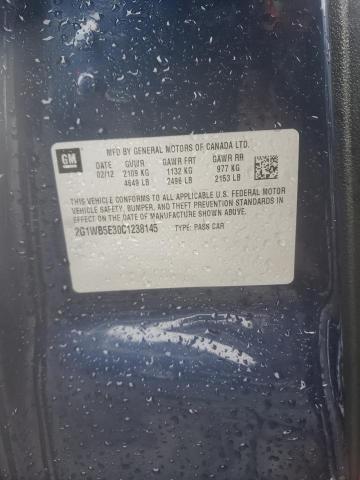 GM
MFD BY GENERAL MOTORS OF CANADA LTD.
DATE GVWR GAWR FRT GAWR RR
02/12 2109 KG 1132 KG 977 KG
4649 LB 2496 LB 2153 LB
THIS VEHICLE CONFORMS TO ALL APPLICABLE U.S. FEDERAL MOTOR
VEHICLE SAFETY, BUMPER, AND THEFT PREVENTION STANDARDS
IN EFFECT ON THE DATE OF MANUFACTURE SHOWN ABOVE.
2G1WB5E30C1238145 TYPE: PASS CAR